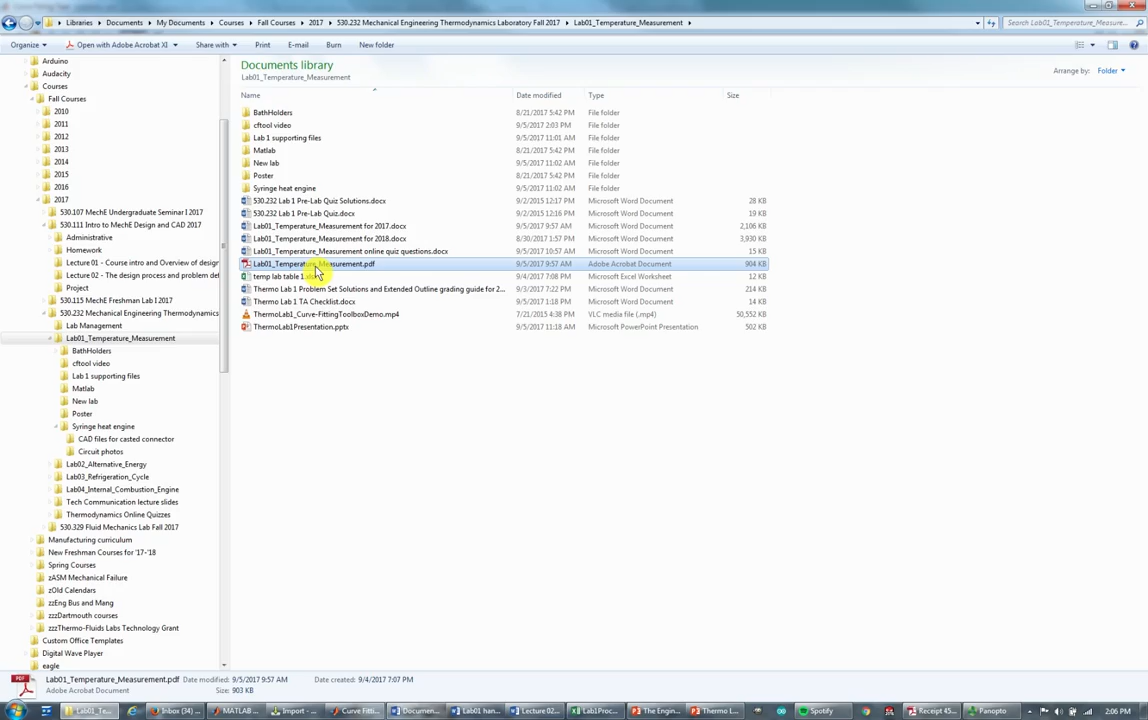 Libraries ▸ Documents ▸ My Documents ▸ Courses ▸ Fall Courses ▸ 2017 ▸ 530.232 Mechanical Engineering Thermodynamics Laboratory Fall 2017 ▸ Lab01_Temperature_Measurement ▸
Search Lab01_Temperature_Measure...
Organize Open with Adobe Acrobat XI Share with Print E-mail Burn New folder
Arduino
Audacity
Courses
Fall Courses
2010
2011
2012
2013
2014
2015
2016
2017
530.107 MechE Undergraduate Seminar I 2017
530.111 Intro to MechE Design and CAD 2017
Administrative
Homework
Lecture 01 - Course intro and Overview of design
Lecture 02 - The design process and problem def
Project
530.115 MechE Freshman Lab I 2017
530.232 Mechanical Engineering Thermodynamics
Lab Management
Lab01_Temperature_Measurement
BathHolders
cftool video
Lab 1 supporting files
Matlab
New lab
Poster
Syringe heat engine
CAD files for casted connector
Circuit photos
Lab02_Alternative_Energy
Lab03_Refrigeration_Cycle
Lab04_Internal_Combustion_Engine
Tech Communication lecture slides
Thermodynamics Online Quizzes
530.329 Fluid Mechanics Lab Fall 2017
Manufacturing curriculum
New Freshman Courses for '17-'18
Spring Courses
zASM Mechanical Failure
zOld Calendars
zzEng Bus and Mang
zzzDartmouth courses
zzzThermo-Fluids Labs Technology Grant
Custom Office Templates
Digital Wave Player
eagle
Documents library
Lab01_Temperature_Measurement
Arrange by: Folder
Name Date modified Type Size
BathHolders 8/21/2017 5:42 PM File folder
cftool video 9/5/2017 2:03 PM File folder
Lab 1 supporting files 9/5/2017 11:01 AM File folder
Matlab 8/21/2017 5:42 PM File folder
New lab 9/5/2017 11:02 AM File folder
Poster 8/21/2017 5:42 PM File folder
Syringe heat engine 9/5/2017 11:02 AM File folder
530.232 Lab 1 Pre-Lab Quiz Solutions.docx 9/2/2015 12:17 PM Microsoft Word Document 28 KB
530.232 Lab 1 Pre-Lab Quiz.docx 9/2/2015 12:16 PM Microsoft Word Document 19 KB
Lab01_Temperature_Measurement for 2017.docx 9/5/2017 9:57 AM Microsoft Word Document 2,106 KB
Lab01_Temperature_Measurement for 2018.docx 8/30/2017 1:57 PM Microsoft Word Document 3,930 KB
Lab01_Temperature_Measurement online quiz questions.docx 9/5/2017 10:57 AM Microsoft Word Document 15 KB
Lab01_Temperature_Measurement.pdf 9/5/2017 9:57 AM Adobe Acrobat Document 904 KB
temp lab table 1 9/4/2017 7:08 PM Microsoft Excel Worksheet 12 KB
Thermo Lab 1 Problem Set Solutions and Extended Outline grading guide for 2... 9/3/2017 7:22 PM Microsoft Word Document 214 KB
Thermo Lab 1 TA Checklist.docx 9/5/2017 1:18 PM Microsoft Word Document 14 KB
ThermoLab1_Curve-FittingToolboxDemo.mp4 7/21/2015 4:38 PM VLC media file (.mp4) 50,552 KB
ThermoLab1Presentation.pptx 9/5/2017 11:18 AM Microsoft PowerPoint Presentation 502 KB
Lab01_Temperature_Measurement.pdf Date modified: 9/5/2017 9:57 AM Date created: 9/4/2017 7:07 PM
Adobe Acrobat Document Size: 903 KB
Lab01_Te... Inbox (34) ... MATLAB ... Import - ... Curve Fitti... Documen... Lab01 han... Lecture 02... Lab1Proc... The Engin... Thermo L... Spotify Receipt 45... Panopto 2:06 PM